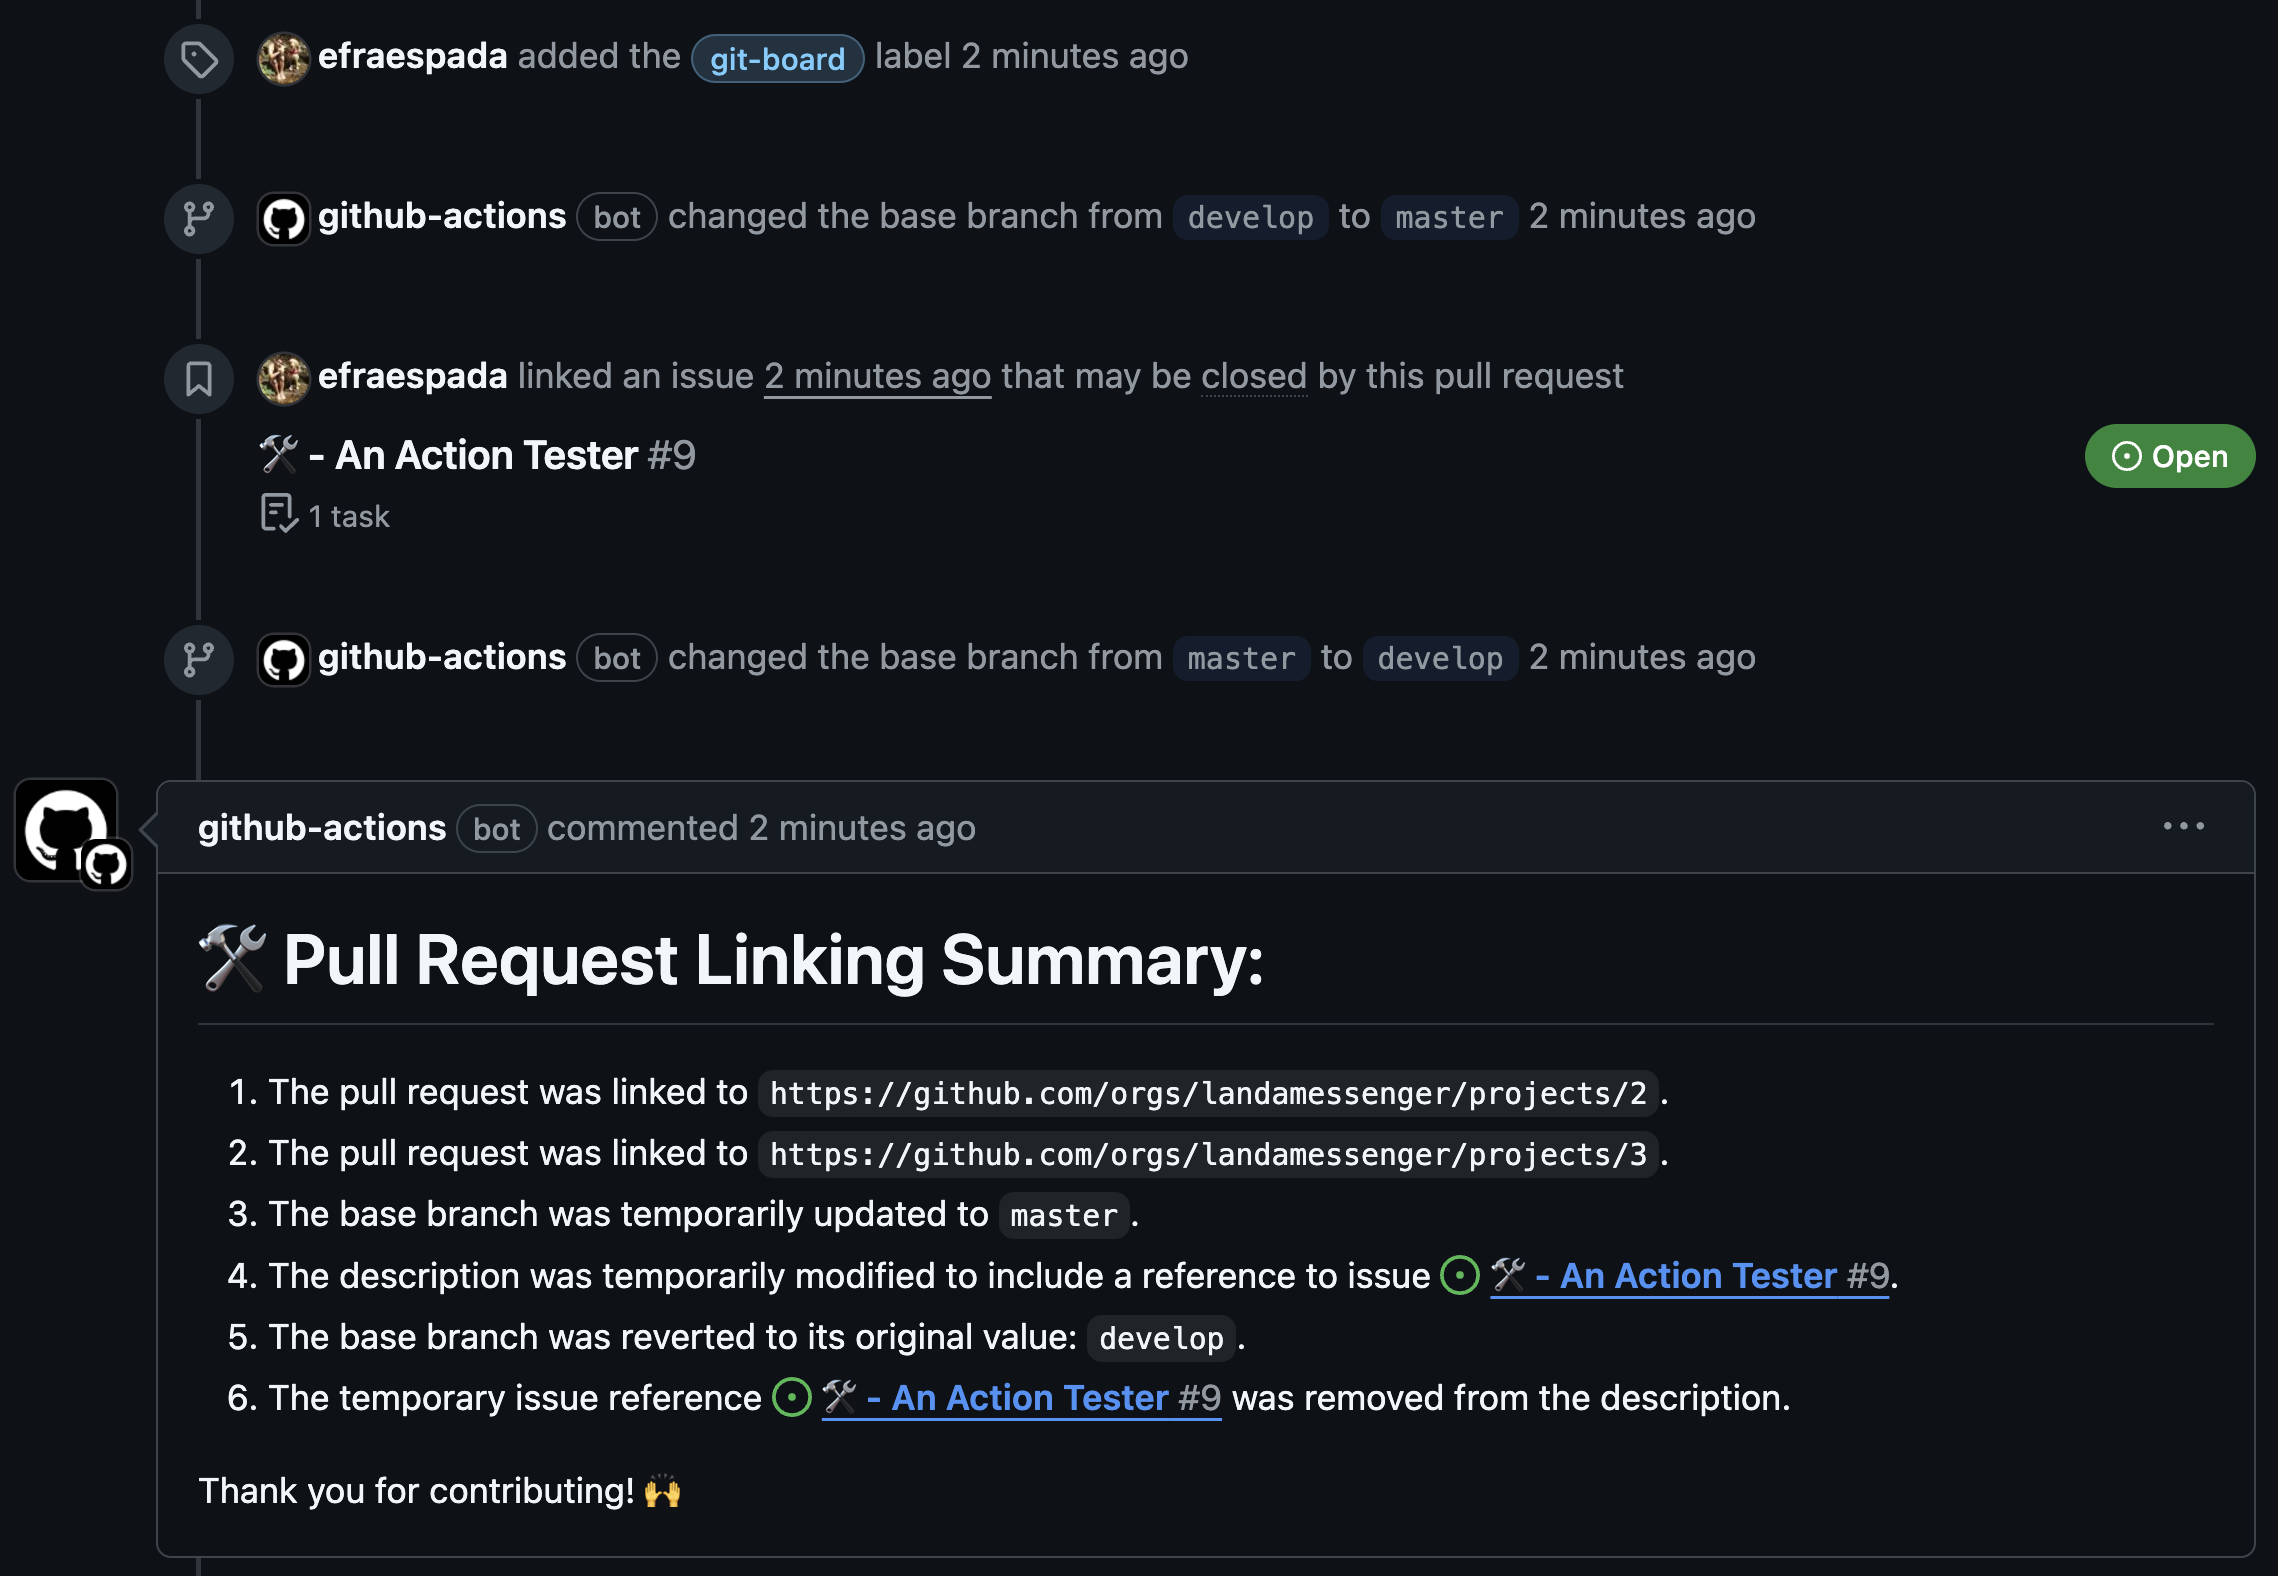 efraespada added the git-board label 2 minutes ago
github-actions bot changed the base branch from develop to master 2 minutes ago
efraespada linked an issue 2 minutes ago that may be closed by this pull request
🛠️ - An Action Tester #9
Open
1 task
github-actions bot changed the base branch from master to develop 2 minutes ago
github-actions bot commented 2 minutes ago
🛠️ Pull Request Linking Summary:
1. The pull request was linked to https://github.com/orgs/landamessenger/projects/2.
2. The pull request was linked to https://github.com/orgs/landamessenger/projects/3.
3. The base branch was temporarily updated to master.
4. The description was temporarily modified to include a reference to issue 🛠️ - An Action Tester #9.
5. The base branch was reverted to its original value: develop.
6. The temporary issue reference 🛠️ - An Action Tester #9 was removed from the description.
Thank you for contributing! 🙌